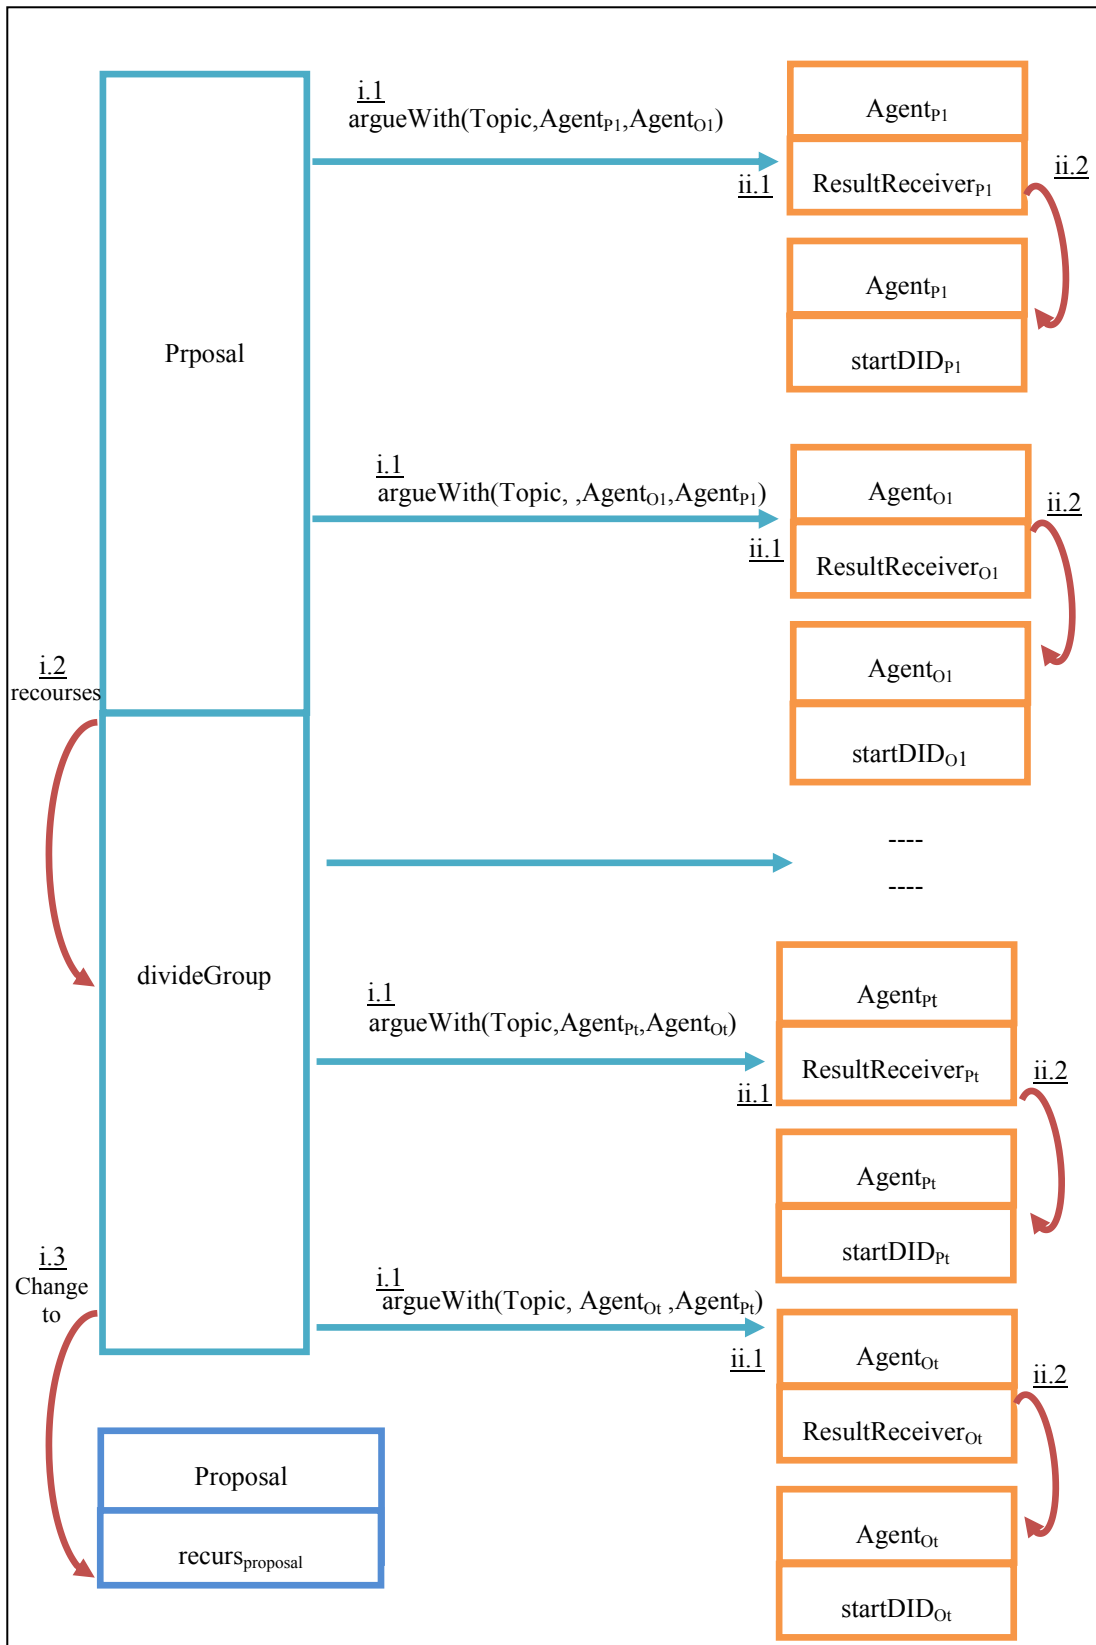 i.1
argueWith(Topic,AgentP1,AgentO1)
AgentP1
ii.1
ResultReceiverP1
ii.2
AgentP1
Prposal
startDIDP1
i.1
argueWith(Topic, ,AgentO1,AgentP1)
AgentO1
ii.1
ResultReceiverO1
ii.2
i.2
recourses
AgentO1
startDIDO1
----
----
divideGroup
i.1
argueWith(Topic,AgentPt,AgentOt)
AgentPt
ii.1
ResultReceiverPt
ii.2
AgentPt
startDIDPt
i.3
Change
to
i.1
argueWith(Topic, AgentOt ,AgentPt)
ii.1
AgentOt
ii.2
ResultReceiverOt
Proposal
recursproposal
AgentOt
startDIDOt